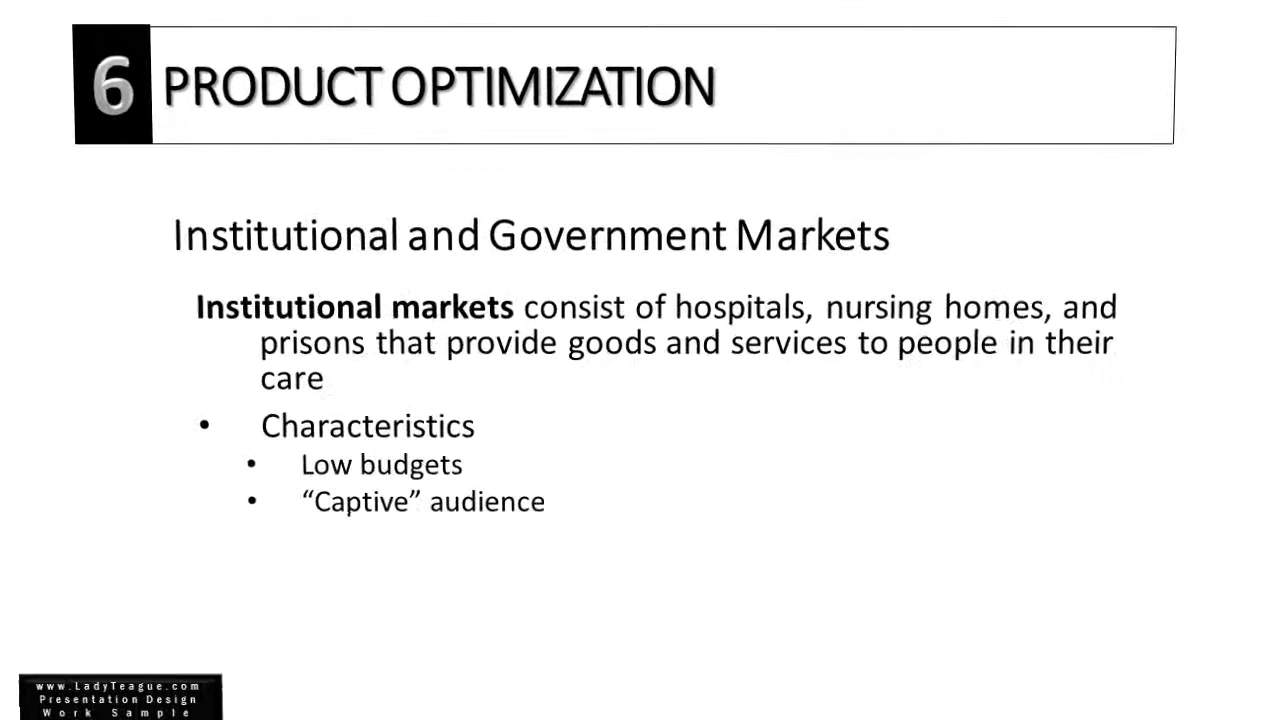 6 PRODUCT OPTIMIZATION
Institutional and Government Markets
Institutional markets consist of hospitals, nursing homes, and
prisons that provide goods and services to people in their
care
• Characteristics
• Low budgets
• “Captive” audience
www.LadyTeague.com
Presentation Design
Work Sample